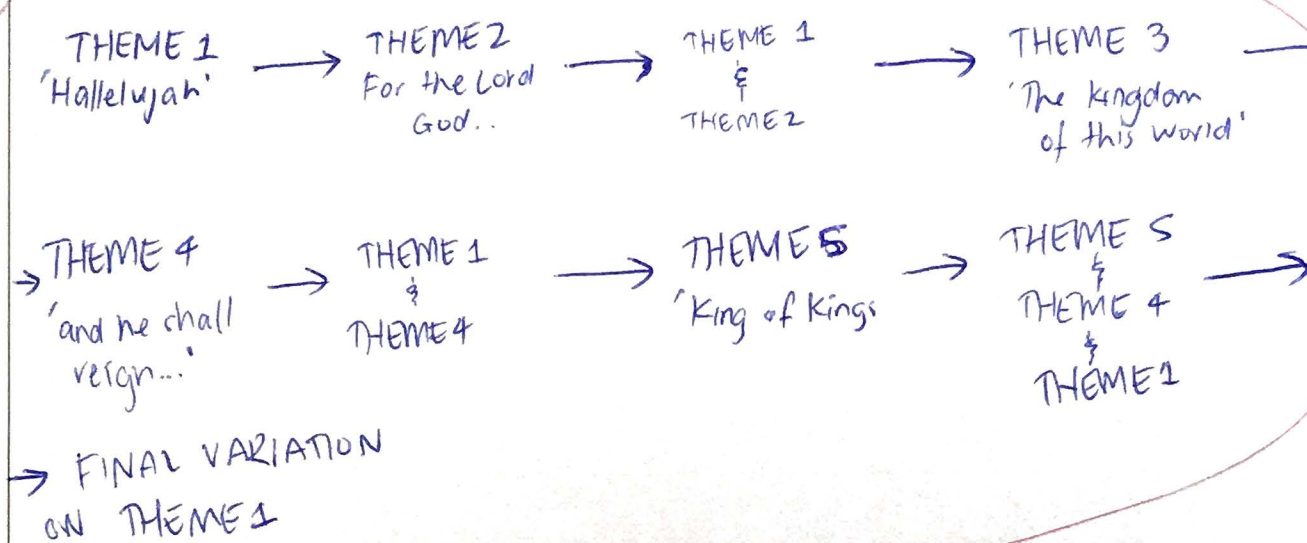 THEME 1
'Hallelujah'
THEME 2
For the Lord
God..
THEME 1
&
THEME 2
THEME 3
'The kingdom
of this world'
THEME 4
'and he shall
reign...'
THEME 1
&
THEME 4
THEME 5
'King of Kings
THEME 5
&
THEME 4
&
THEME 1
FINAL VARIATION
ON THEME 1